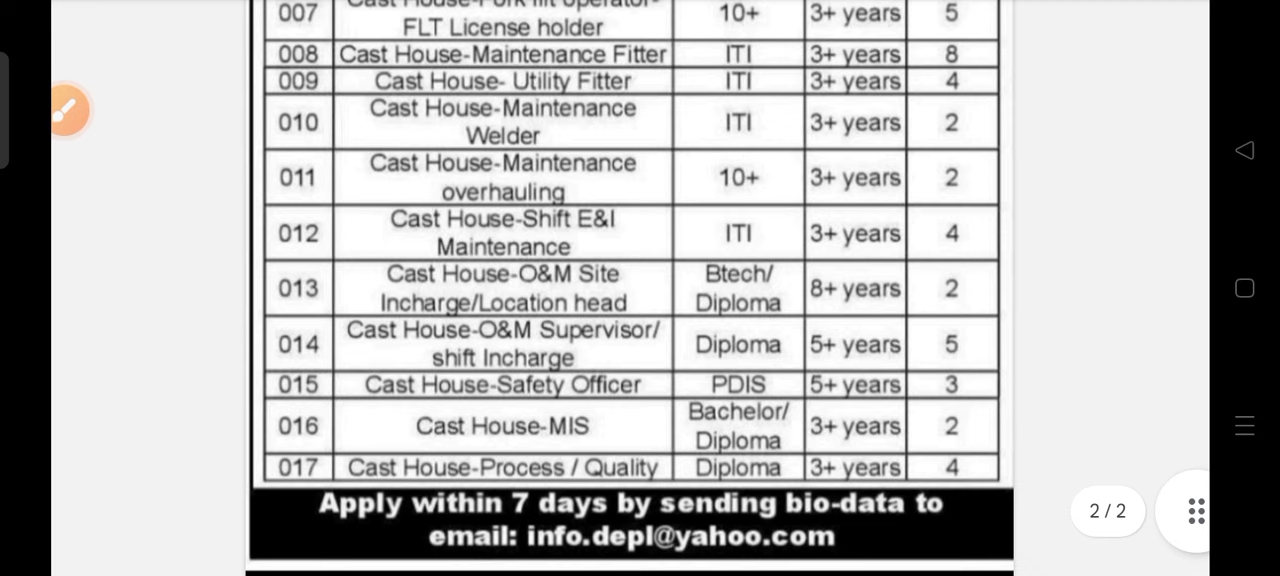 007
Cast House-Fork lift operator-
FLT License holder
10+
3+ years
5
008
Cast House-Maintenance Fitter
ITI
3+ years
8
009
Cast House- Utility Fitter
ITI
3+ years
4
010
Cast House-Maintenance
Welder
ITI
3+ years
2
011
Cast House-Maintenance
overhauling
10+
3+ years
2
012
Cast House-Shift E&I
Maintenance
ITI
3+ years
4
013
Cast House-O&M Site
Incharge/Location head
Btech/
Diploma
8+ years
2
014
Cast House-O&M Supervisor/
shift Incharge
Diploma
5+ years
5
015
Cast House-Safety Officer
PDIS
5+ years
3
016
Cast House-MIS
Bachelor/
Diploma
3+ years
2
017
Cast House-Process / Quality
Diploma
3+ years
4
Apply within 7 days by sending bio-data to
email: info.depl@yahoo.com
2 / 2